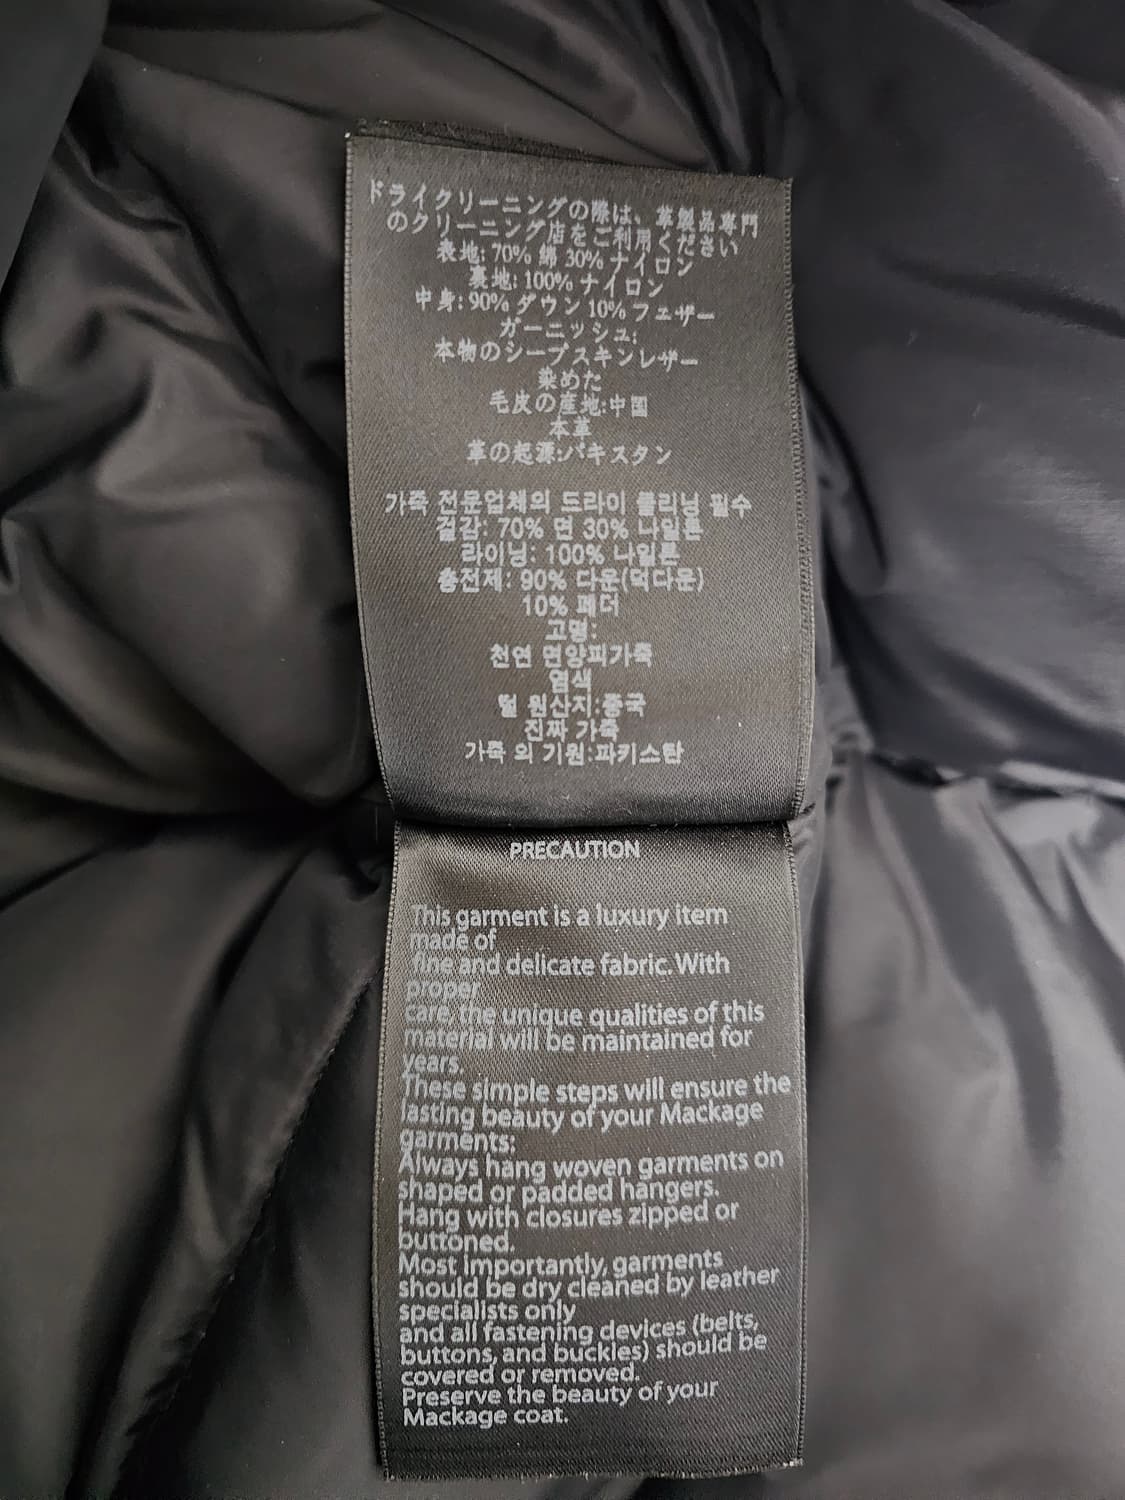 ドライクリーニングの際は、革製品専門
のクリーニング店をご利用ください
表地: 70% 綿 30% ナイロン
裏地: 100% ナイロン
中身: 90% ダウン 10% フェザー
ガーニッシュ:
本物のシープスキンレザー
染めた
毛皮の産地:中国
本革
革の起源:パキスタン
가죽 전문업체의 드라이 클리닝 필수
겉감: 70% 면 30% 나일론
라이닝: 100% 나일론
충전제: 90% 다운(덕다운)
10% 페더
고명:
천연 면양피가죽
염색
털 원산지:중국
진짜 가죽
가죽 의 기원:파키스탄
PRECAUTION
This garment is a luxury item
made of
fine and delicate fabric. With
proper
care, the unique qualities of this
material will be maintained for
years.
These simple steps will ensure the
lasting beauty of your Mackage
garments:
Always hang woven garments on
shaped or padded hangers.
Hang with closures zipped or
buttoned.
Most importantly, garments
should be dry cleaned by leather
specialists only
and all fastening devices (belts,
buttons, and buckles) should be
covered or removed.
Preserve the beauty of your
Mackage coat.